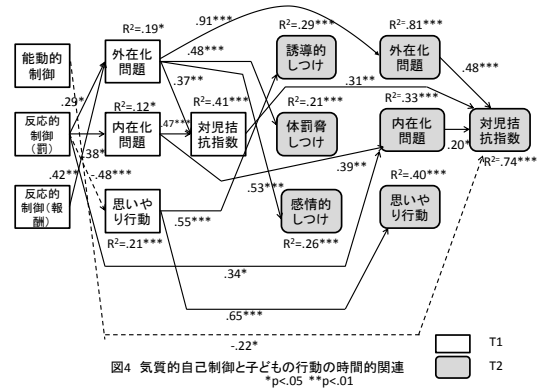 R²=.19*
.91***
R²=.29***
R²=.81***
能動的
制御
外在化
問題
.48***
誘導的
しつけ
外在化
問題
.48***
.37**
.31**
.29*
R²=.12*
R²=.41***
R²=.21***
R²=.33***
反応的
制御
(罰)
内在化
問題
.47***
対児拮
抗指数
体罰脅
しつけ
内在化
問題
.20*
対児拮
抗指数
.38*
.39**
R²=.74***
.42**
-.48***
.53***
R²=.40***
反応的
制御(報
酬)
思いや
り行動
.55***
感情的
しつけ
思いや
り行動
R²=.21***
R²=.26***
.34*
.65***
-.22*
T1
図4 気質的自己制御と子どもの行動の時間的関連
T2
*p<.05 **p<.01